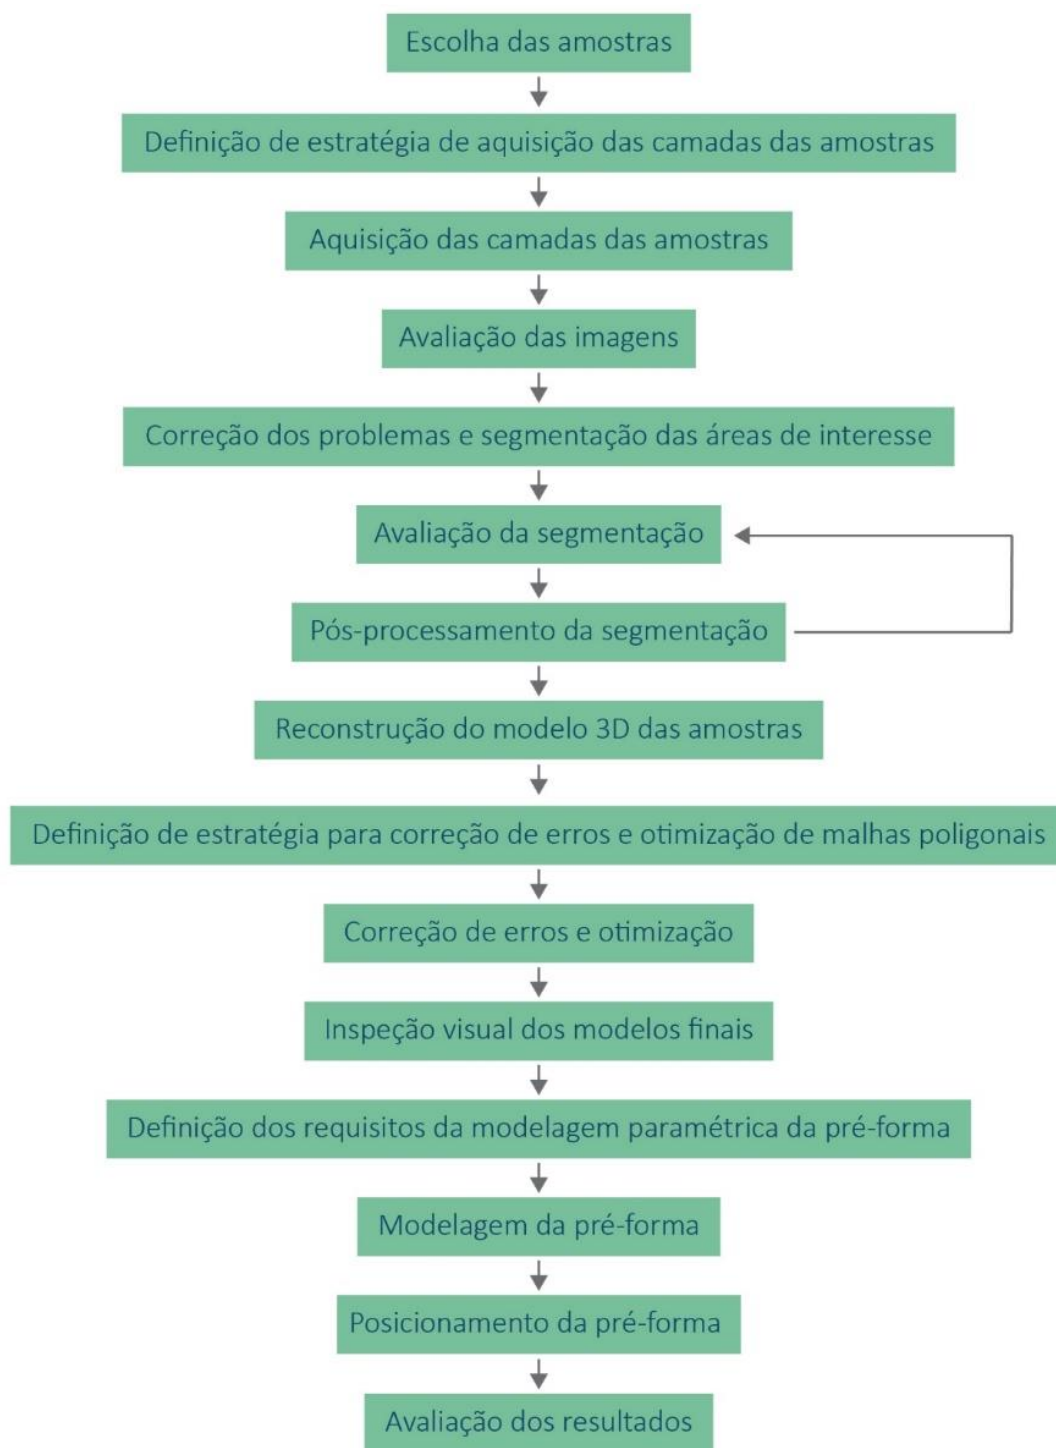 Escolha das amostras
Definição de estratégia de aquisição das camadas das amostras
Aquisição das camadas das amostras
Avaliação das imagens
Correção dos problemas e segmentação das áreas de interesse
Avaliação da segmentação
Pós-processamento da segmentação
Reconstrução do modelo 3D das amostras
Definição de estratégia para correção de erros e otimização de malhas poligonais
Correção de erros e otimização
Inspeção visual dos modelos finais
Definição dos requisitos da modelagem paramétrica da pré-forma
Modelagem da pré-forma
Posicionamento da pré-forma
Avaliação dos resultados